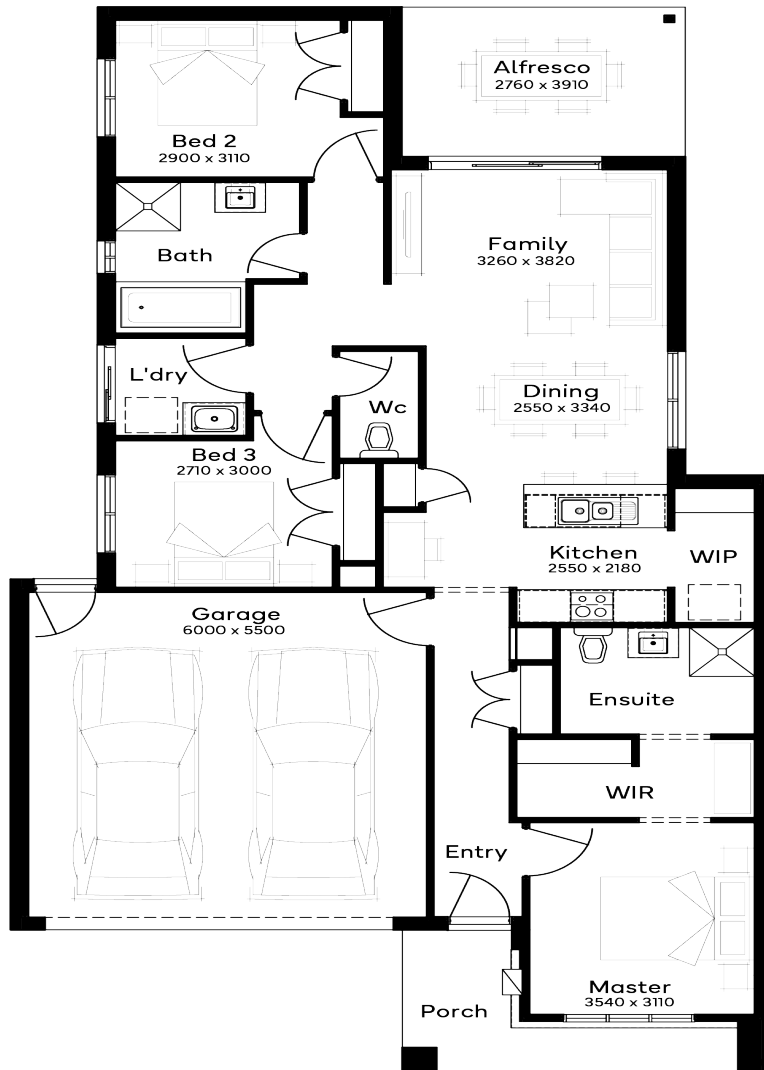 Alfresco
2760 x 3910
Bed 2
2900 x 3110
Family
3260 x 3820
Bath
L'dry
Dining
2550 x 3340
Wc
Bed 3
2710 x 3000
Kitchen
2550 x 2180
WIP
Garage
6000 x 5500
Ensuite
WIR
Entry
Master
3540 x 3110
Porch